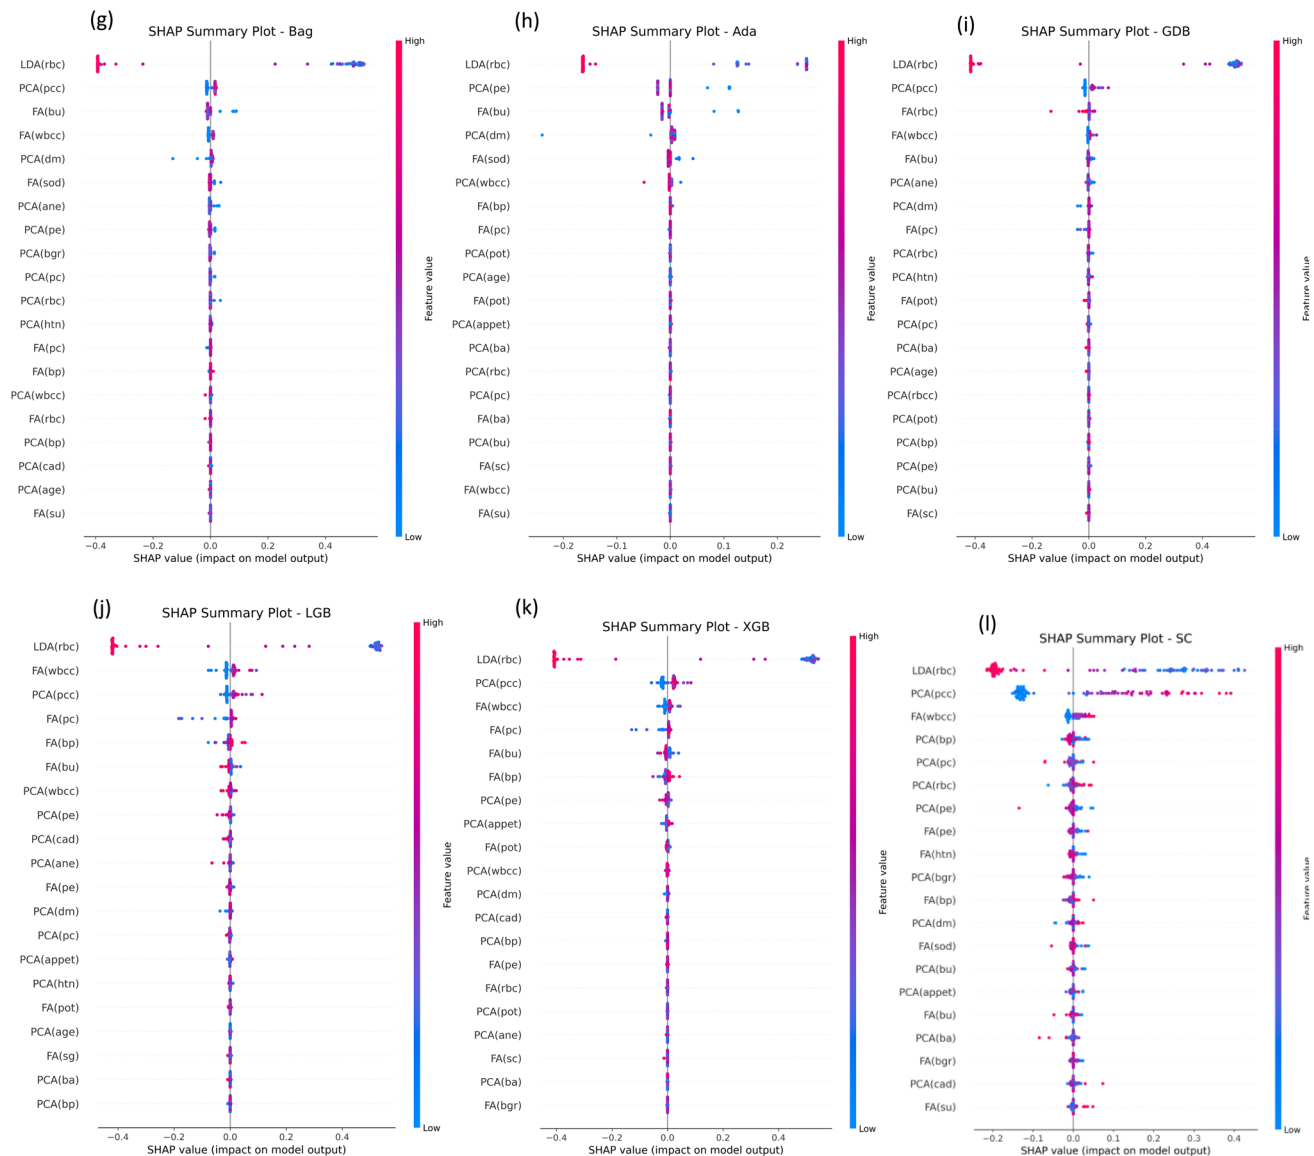 (g)
SHAP Summary Plot - Bag
High
LDA(rbc)
PCA(pcc)
FA(bu)
FA(wbcc)
PCA(dm)
FA(sod)
PCA(ane)
PCA(pe)
PCA(bgr)
PCA(pc)
PCA(rbc)
PCA(htn)
FA(pc)
FA(bp)
PCA(wbcc)
FA(rbc)
PCA(bp)
PCA(cad)
PCA(age)
FA(su)
Feature value
Low
−0.4 −0.2 0.0 0.2 0.4
SHAP value (impact on model output)
(h)
SHAP Summary Plot - Ada
High
LDA(rbc)
PCA(pe)
FA(bu)
PCA(dm)
FA(sod)
PCA(wbcc)
FA(bp)
FA(pc)
PCA(pot)
PCA(age)
FA(pot)
PCA(appet)
PCA(ba)
PCA(rbc)
PCA(pc)
FA(ba)
PCA(bu)
FA(sc)
FA(wbcc)
FA(su)
Feature value
Low
−0.2 −0.1 0.0 0.1 0.2
SHAP value (impact on model output)
(i)
SHAP Summary Plot - GDB
High
LDA(rbc)
PCA(pcc)
FA(rbc)
FA(wbcc)
FA(bu)
PCA(ane)
PCA(dm)
FA(pc)
PCA(rbc)
PCA(htn)
FA(pot)
PCA(pc)
PCA(ba)
PCA(age)
PCA(rbcc)
PCA(pot)
PCA(bp)
PCA(pe)
PCA(bu)
FA(sc)
Feature value
Low
−0.4 −0.2 0.0 0.2 0.4
SHAP value (impact on model output)
(j)
SHAP Summary Plot - LGB
High
LDA(rbc)
FA(wbcc)
PCA(pcc)
FA(pc)
FA(bp)
FA(bu)
PCA(wbcc)
PCA(pe)
PCA(cad)
PCA(ane)
FA(pe)
PCA(dm)
PCA(pc)
PCA(appet)
PCA(htn)
FA(pot)
PCA(age)
FA(sg)
PCA(ba)
PCA(bp)
Feature value
Low
−0.4 −0.2 0.0 0.2 0.4
SHAP value (impact on model output)
(k)
SHAP Summary Plot - XGB
High
LDA(rbc)
PCA(pcc)
FA(wbcc)
FA(pc)
FA(bu)
FA(bp)
PCA(pe)
PCA(appet)
FA(pot)
PCA(wbcc)
PCA(dm)
PCA(cad)
PCA(bp)
FA(pe)
FA(rbc)
PCA(pot)
PCA(ane)
FA(sc)
PCA(ba)
FA(bgr)
Feature value
Low
−0.4 −0.2 0.0 0.2 0.4
SHAP value (impact on model output)
(l)
SHAP Summary Plot - SC
High
LDA(rbc)
PCA(pcc)
FA(wbcc)
PCA(bp)
PCA(pc)
PCA(rbc)
PCA(pe)
FA(pe)
FA(htn)
PCA(bgr)
FA(bp)
PCA(dm)
FA(sod)
PCA(bu)
PCA(appet)
FA(bu)
PCA(ba)
FA(bgr)
PCA(cad)
FA(su)
Feature value
Low
−0.2 −0.1 0.0 0.1 0.2 0.3 0.4
SHAP value (impact on model output)